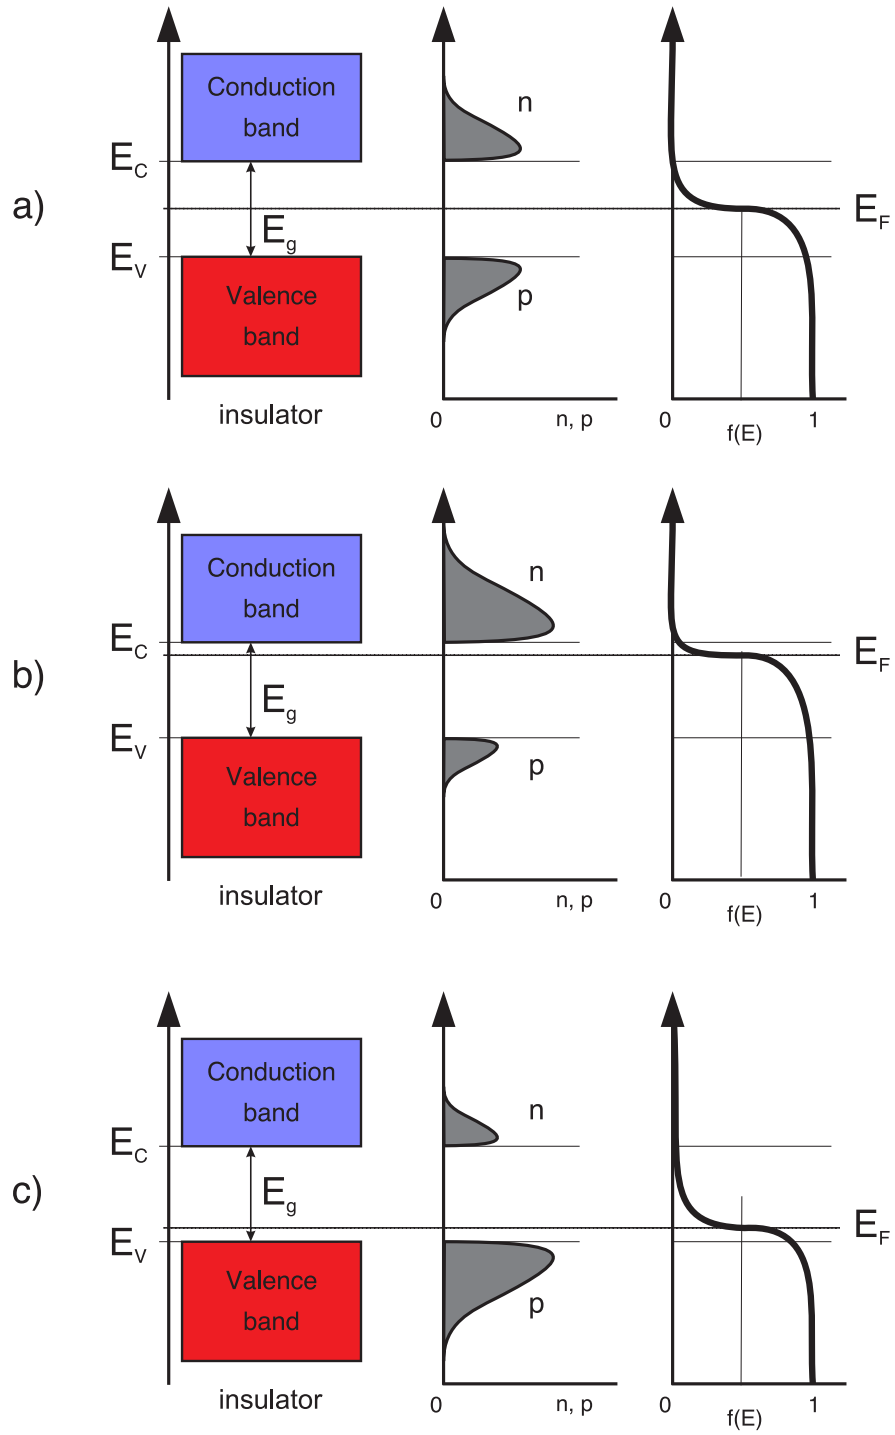 a)
Conduction
band
E_C
E_g
E_V
Valence
band
insulator
n
p
0
n, p
E_F
0
f(E)
1
b)
Conduction
band
E_C
E_g
E_V
Valence
band
insulator
n
p
0
n, p
E_F
0
f(E)
1
c)
Conduction
band
E_C
E_g
E_V
Valence
band
insulator
n
p
0
n, p
E_F
0
f(E)
1